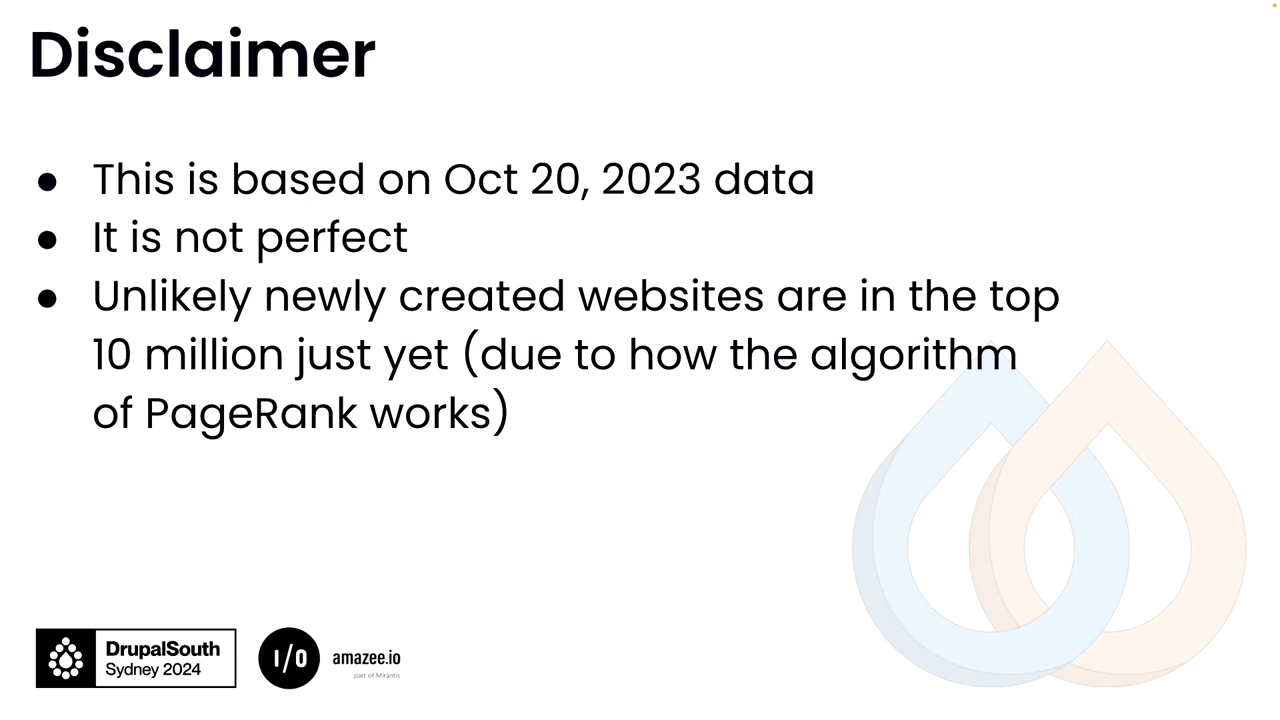 Disclaimer
● This is based on Oct 20, 2023 data
● It is not perfect
● Unlikely newly created websites are in the top
10 million just yet (due to how the algorithm
of PageRank works)
DrupalSouth
Sydney 2024
I/O
amazee.io
part of Mirantis